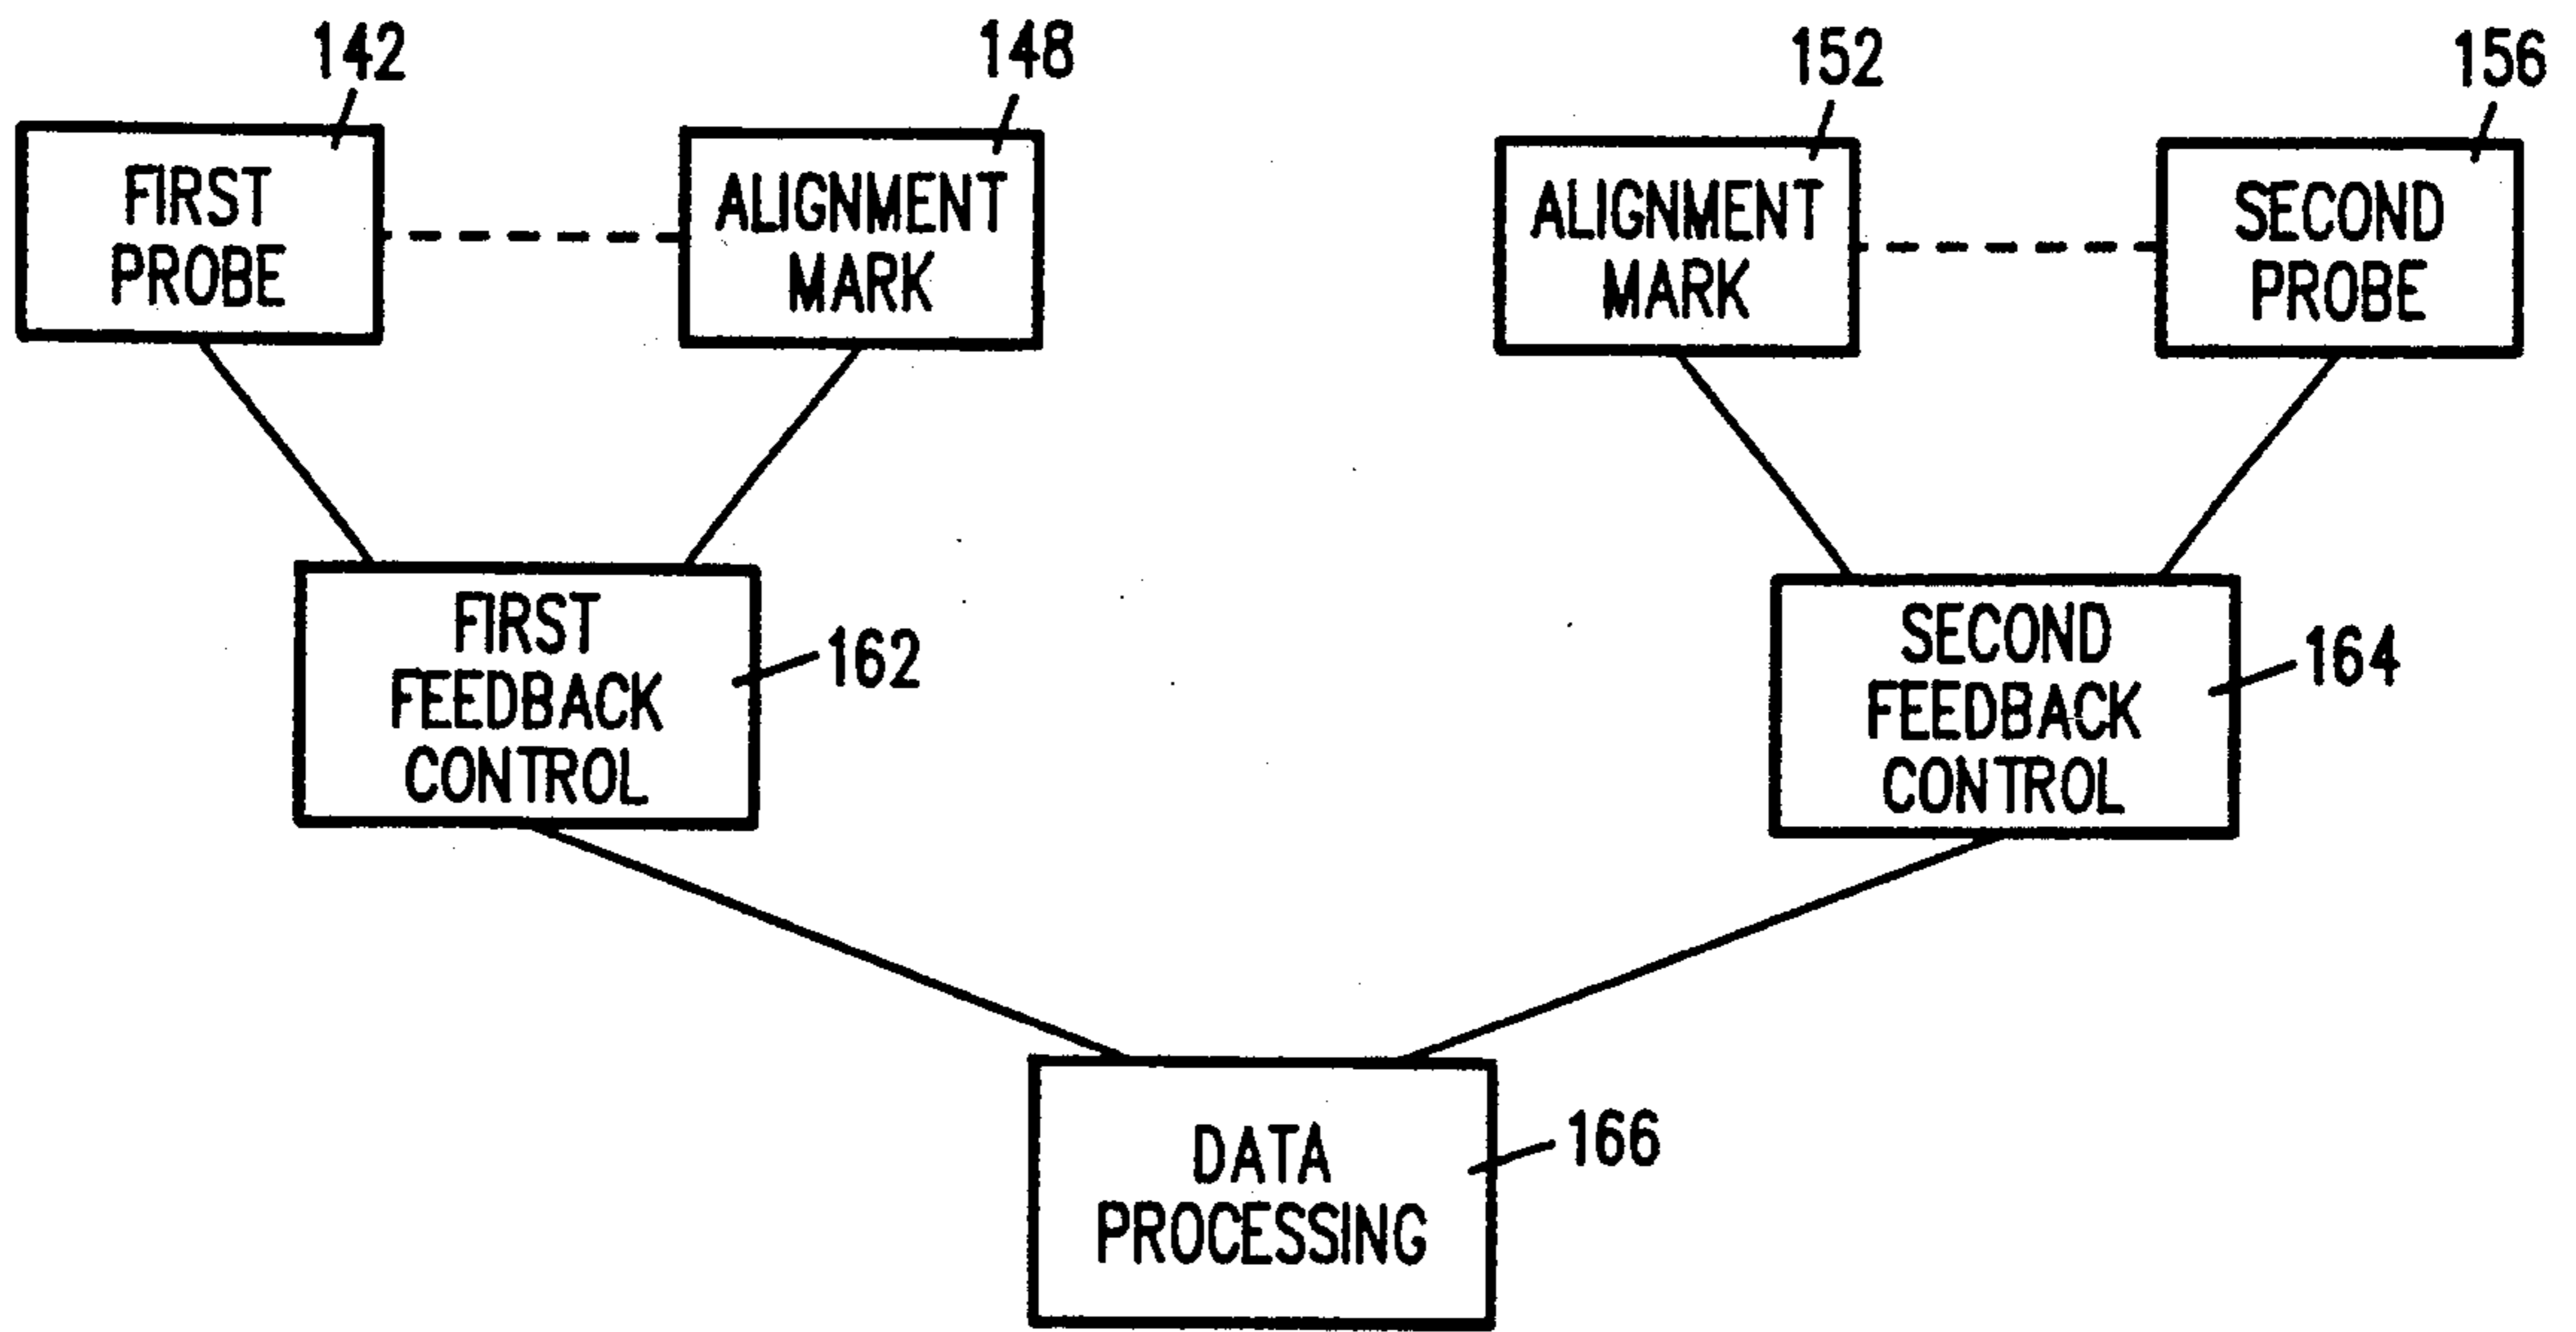 142
148
152
156
FIRST
PROBE
ALIGNMENT
MARK
ALIGNMENT
MARK
SECOND
PROBE
FIRST
FEEDBACK
CONTROL
162
SECOND
FEEDBACK
CONTROL
164
DATA
PROCESSING
166